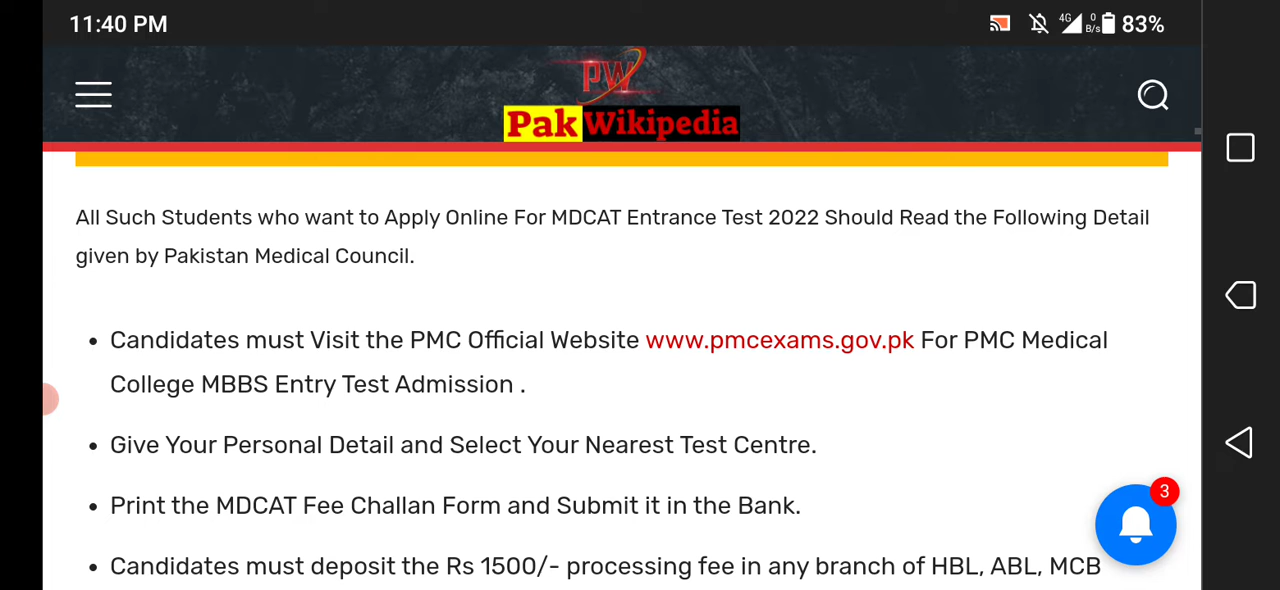 11:40 PM
4G 0 B/s 83%
PW
Pak Wikipedia
All Such Students who want to Apply Online For MDCAT Entrance Test 2022 Should Read the Following Detail
given by Pakistan Medical Council.
• Candidates must Visit the PMC Official Website www.pmcexams.gov.pk For PMC Medical
College MBBS Entry Test Admission .
• Give Your Personal Detail and Select Your Nearest Test Centre.
• Print the MDCAT Fee Challan Form and Submit it in the Bank.
3
• Candidates must deposit the Rs 1500/- processing fee in any branch of HBL, ABL, MCB